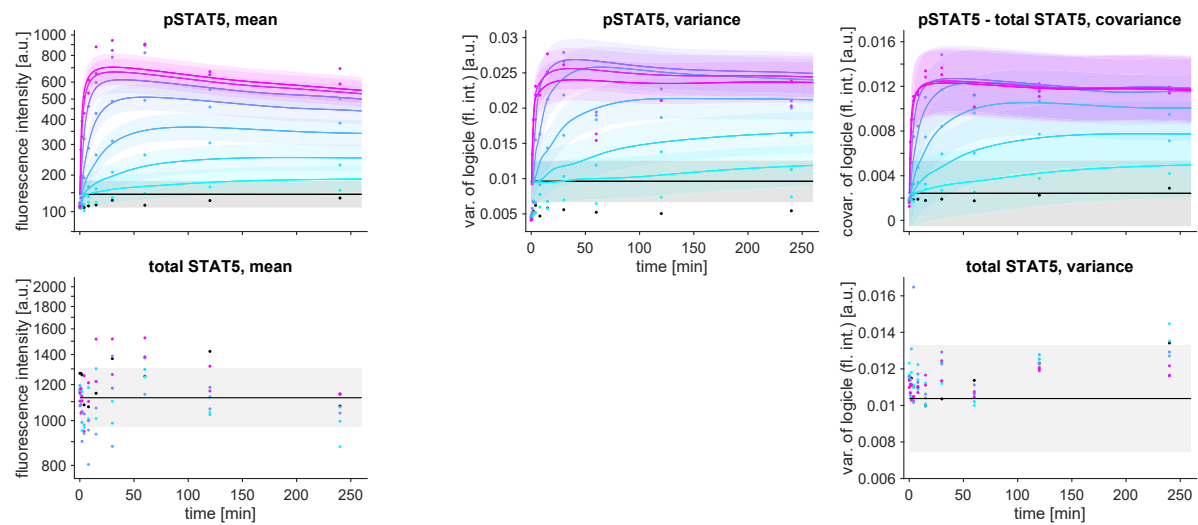 pSTAT5, mean
fluorescence intensity [a.u.]
1000
800
600
500
400
300
200
100
pSTAT5, variance
var. of logicle (fl. int.) [a.u.]
0.03
0.025
0.02
0.015
0.01
0.005
0 50 100 150 200 250
time [min]
pSTAT5 - total STAT5, covariance
covar. of logicle (fl. int.) [a.u.]
0.016
0.012
0.008
0.004
0
total STAT5, mean
fluorescence intensity [a.u.]
2000
1800
1400
1200
1000
800
0 50 100 150 200 250
time [min]
total STAT5, variance
var. of logicle (fl. int.) [a.u.]
0.016
0.014
0.012
0.01
0.008
0.006
0 50 100 150 200 250
time [min]